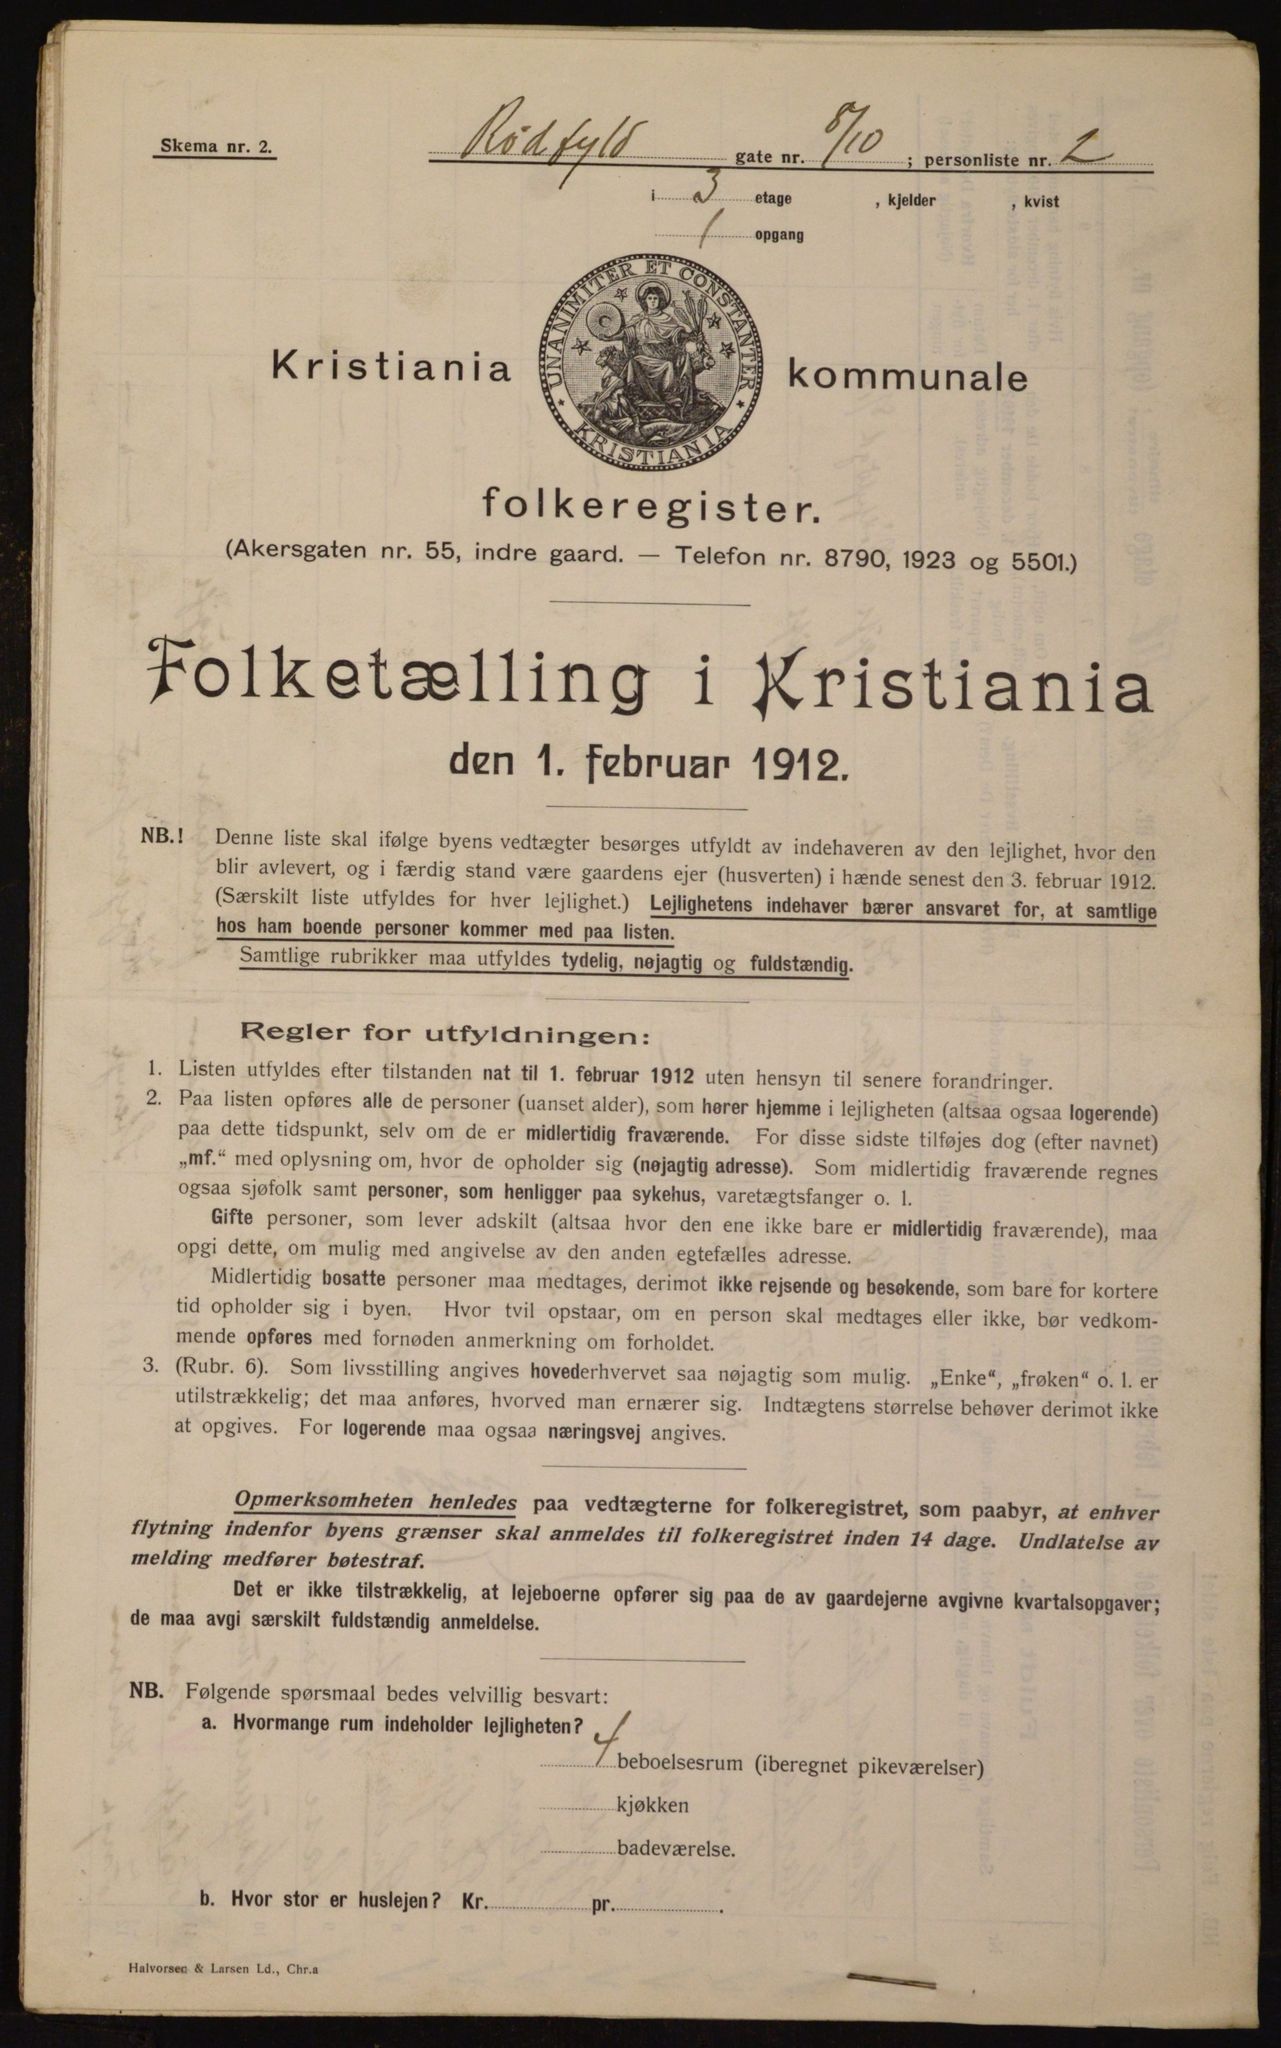 Skema nr. 2.
Rødfyld gate nr. 8/10; personliste nr. 2
i 3 etage , kjelder , kvist
1 opgang
UNANIMITER ET CONSTANTER
KRISTIANIA
Kristiania kommunale
folkeregister.
(Akersgaten nr. 55, indre gaard. — Telefon nr. 8790, 1923 og 5501.)
Folketælling i Kristiania
den 1. februar 1912.
NB.! Denne liste skal ifølge byens vedtægter besørges utfyldt av indehaveren av den lejlighet, hvor den
blir avlevert, og i færdig stand være gaardens ejer (husverten) i hænde senest den 3. februar 1912.
(Særskilt liste utfyldes for hver lejlighet.) Lejlighetens indehaver bærer ansvaret for, at samtlige
hos ham boende personer kommer med paa listen.
Samtlige rubrikker maa utfyldes tydelig, nøjagtig og fuldstændig.
Regler for utfyldningen:
1. Listen utfyldes efter tilstanden nat til 1. februar 1912 uten hensyn til senere forandringer.
2. Paa listen opføres alle de personer (uanset alder), som hører hjemme i lejligheten (altsaa ogsaa logerende)
paa dette tidspunkt, selv om de er midlertidig fraværende. For disse sidste tilføjes dog (efter navnet)
„mf.“ med oplysning om, hvor de opholder sig (nøjagtig adresse). Som midlertidig fraværende regnes
ogsaa sjøfolk samt personer, som henligger paa sykehus, varetægtsfanger o. l.
Gifte personer, som lever adskilt (altsaa hvor den ene ikke bare er midlertidig fraværende), maa
opgi dette, om mulig med angivelse av den anden egtefælles adresse.
Midlertidig bosatte personer maa medtages, derimot ikke rejsende og besøkende, som bare for kortere
tid opholder sig i byen. Hvor tvil opstaar, om en person skal medtages eller ikke, bør vedkom-
mende opføres med fornøden anmerkning om forholdet.
3. (Rubr. 6). Som livsstilling angives hovederhvervet saa nøjagtig som mulig. „Enke“, „frøken“ o. l. er
utilstrækkelig; det maa anføres, hvorved man ernærer sig. Indtægtens størrelse behøver derimot ikke
at opgives. For logerende maa ogsaa næringsvej angives.
Opmerksomheten henledes paa vedtægterne for folkeregistret, som paabyr, at enhver
flytning indenfor byens grænser skal anmeldes til folkeregistret inden 14 dage. Undlatelse av
melding medfører bøtestraf.
Det er ikke tilstrækkelig, at lejeboerne opfører sig paa de av gaardejerne avgivne kvartalsopgaver;
de maa avgi særskilt fuldstændig anmeldelse.
NB. Følgende spørsmaal bedes velvillig besvart:
a. Hvormange rum indeholder lejligheten?
4 beboelsesrum (iberegnet pikeværelser)
kjøkken
badeværelse.
b. Hvor stor er huslejen? Kr. pr. .
Halvorsen & Larsen Ld., Chr.a